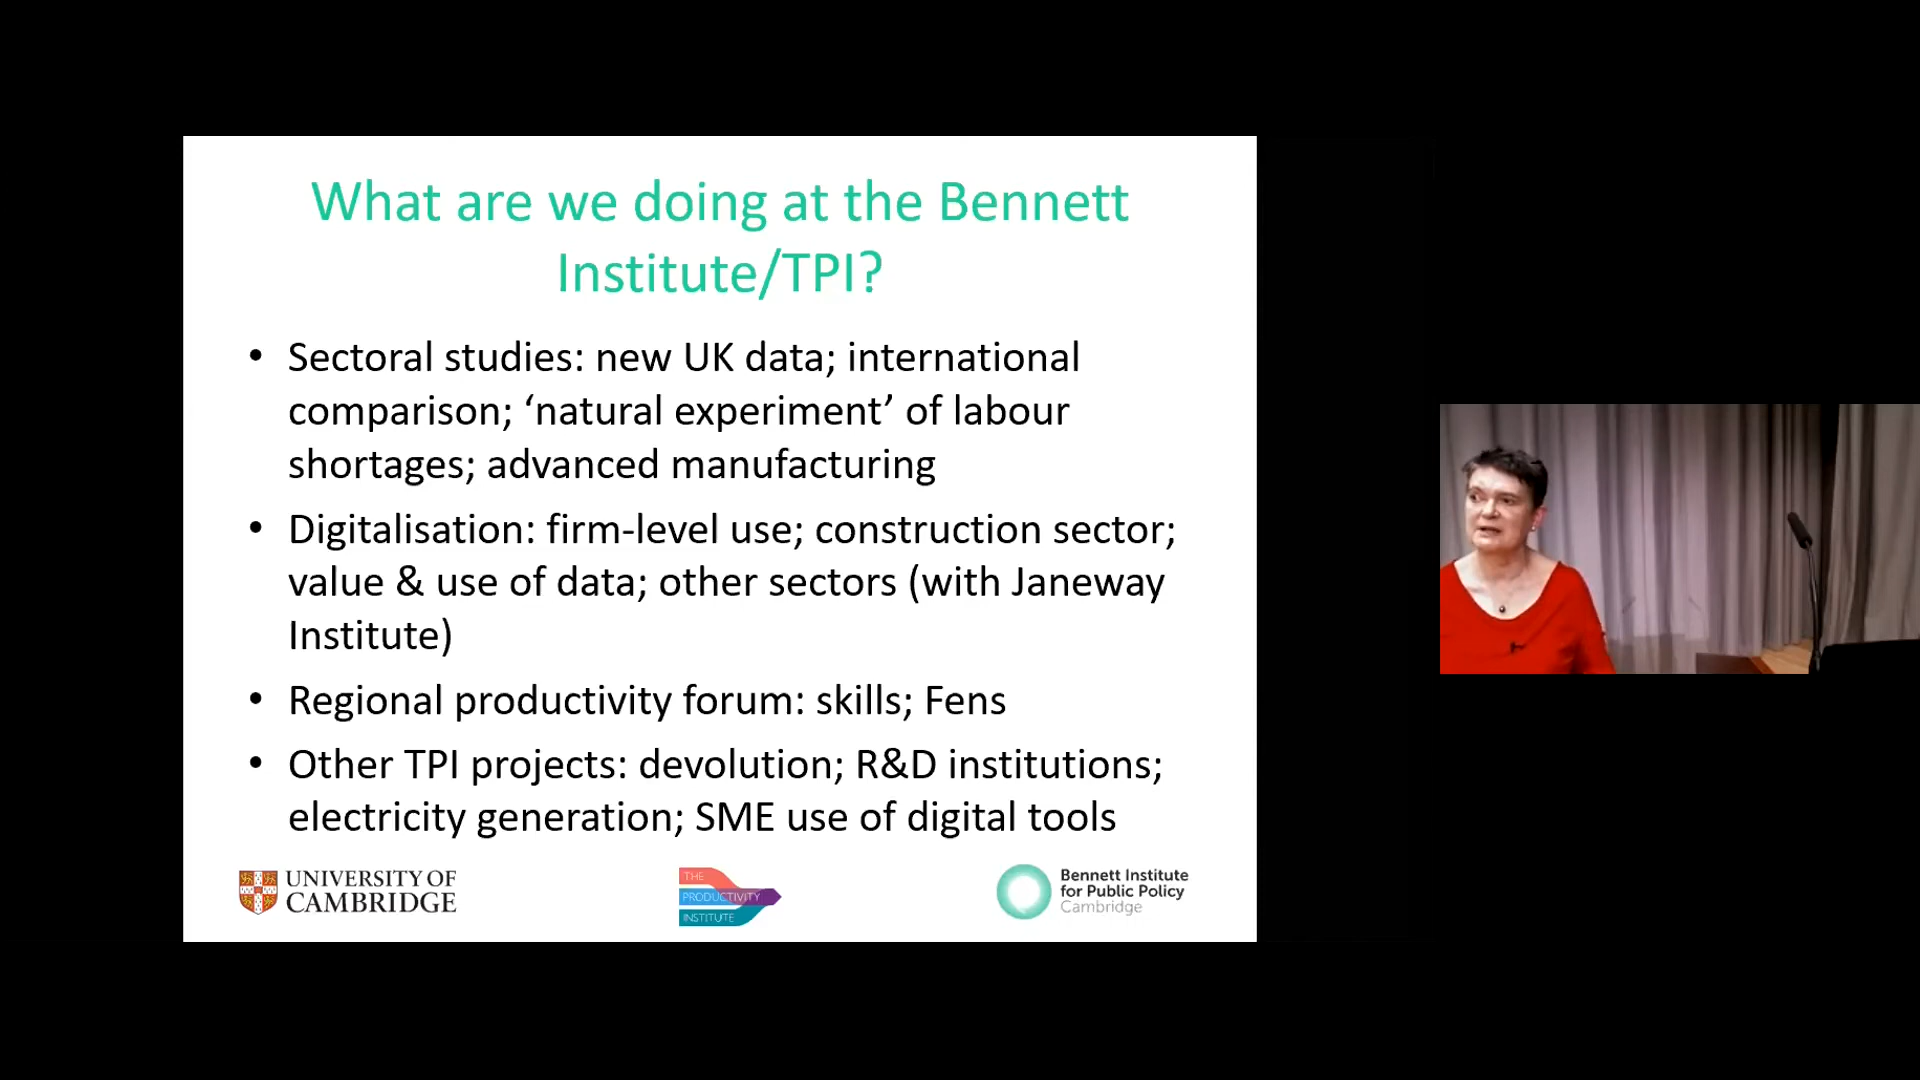 What are we doing at the Bennett
Institute/TPI?
• Sectoral studies: new UK data; international
comparison; ‘natural experiment’ of labour
shortages; advanced manufacturing
• Digitalisation: firm-level use; construction sector;
value & use of data; other sectors (with Janeway
Institute)
• Regional productivity forum: skills; Fens
• Other TPI projects: devolution; R&D institutions;
electricity generation; SME use of digital tools
UNIVERSITY OF
CAMBRIDGE
THE
PRODUCTIVITY
INSTITUTE
Bennett Institute
for Public Policy
Cambridge